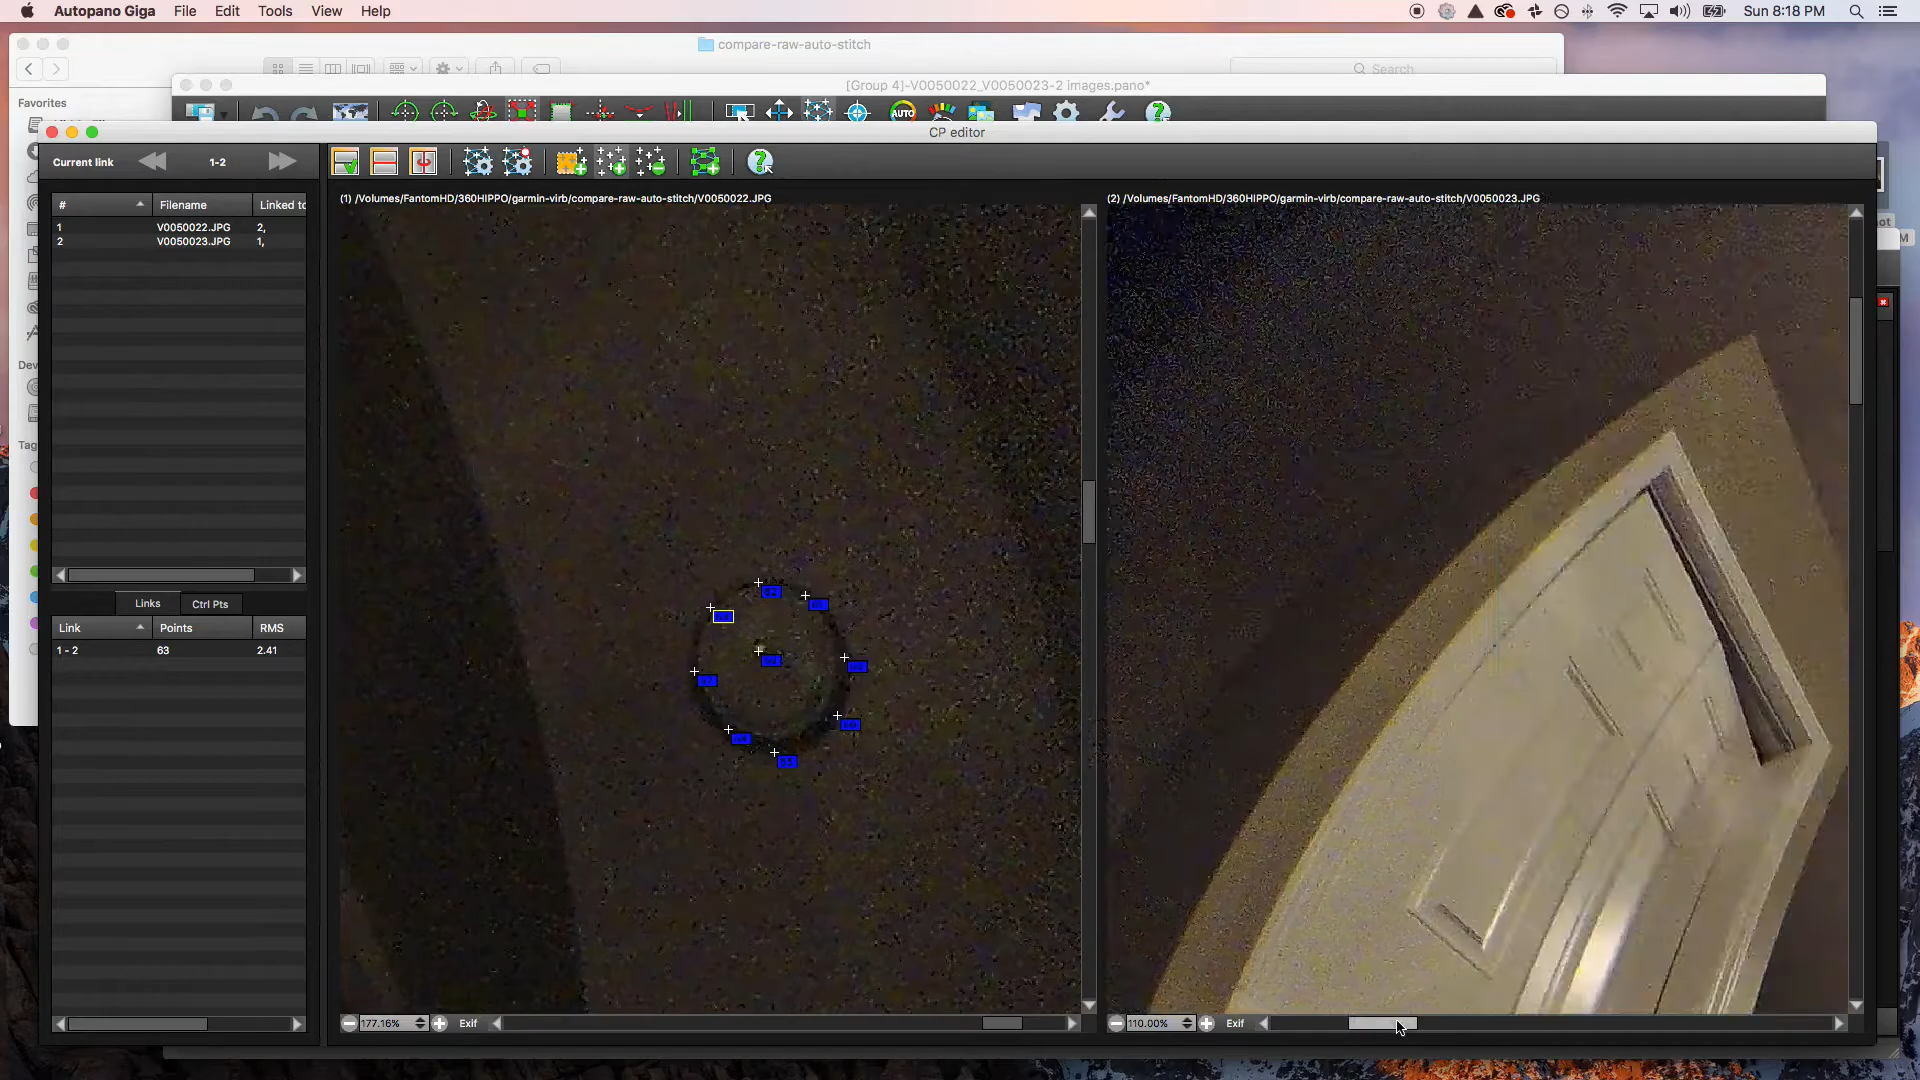 Autopano Giga File Edit Tools View Help
Sun 8:18 PM
compare-raw-auto-stitch
Search
[Group 4]-V0050022_V0050023-2 images.pano*
AUTO
Favorites
Dev
Tag
CP editor
Current link 1-2
# Filename Linked to
1 V0050022.JPG 2,
2 V0050023.JPG 1,
Links Ctrl Pts
Link Points RMS
1 - 2 63 2.41
(1) /Volumes/FantomHD/360HIPPO/garmin-virb/compare-raw-auto-stitch/V0050022.JPG
(2) /Volumes/FantomHD/360HIPPO/garmin-virb/compare-raw-auto-stitch/V0050023.JPG
177.16% Exif
110.00% Exif